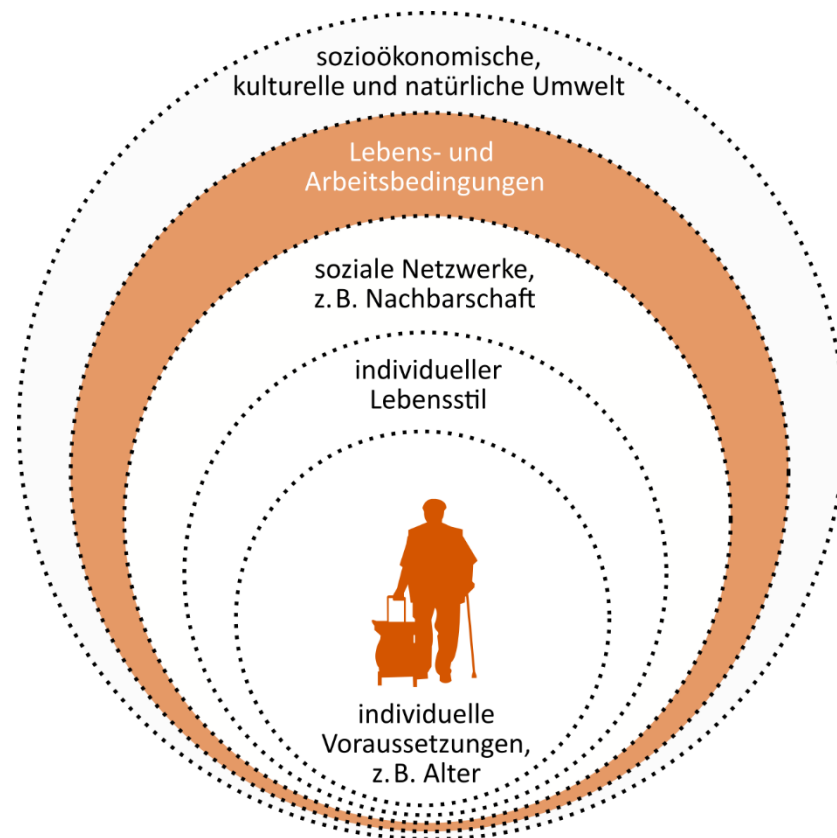 sozioökonomische,
kulturelle und natürliche Umwelt
Lebens- und
Arbeitsbedingungen
soziale Netzwerke,
z. B. Nachbarschaft
individueller
Lebensstil
individuelle
Voraussetzungen,
z. B. Alter